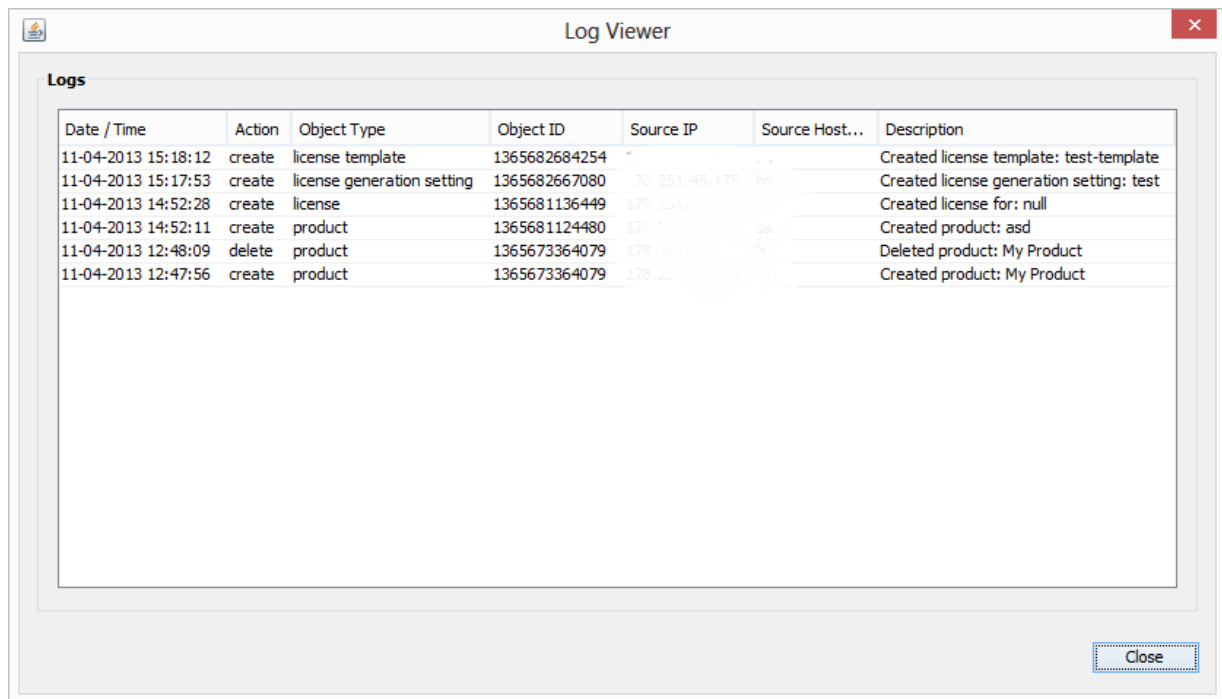 Log Viewer
Logs
Date / Time Action Object Type Object ID Source IP Source Host... Description
11-04-2013 15:18:12 create license template 1365682684254 Created license template: test-template
11-04-2013 15:17:53 create license generation setting 1365682667080 Created license generation setting: test
11-04-2013 14:52:28 create license 1365681136449 Created license for: null
11-04-2013 14:52:11 create product 1365681124480 Created product: asd
11-04-2013 12:48:09 delete product 1365673364079 Deleted product: My Product
11-04-2013 12:47:56 create product 1365673364079 Created product: My Product
Close